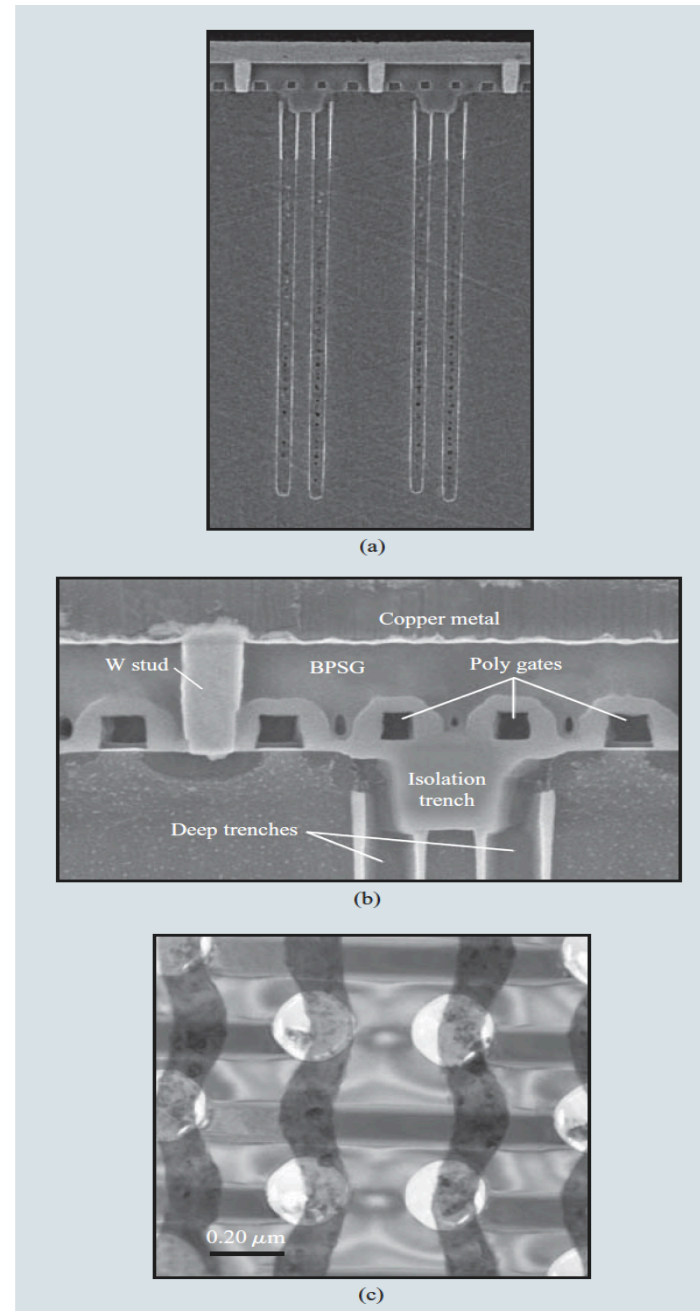 (a)
Copper metal
W stud
BPSG
Poly gates
Isolation
trench
Deep trenches
(b)
0.20 μm
(c)